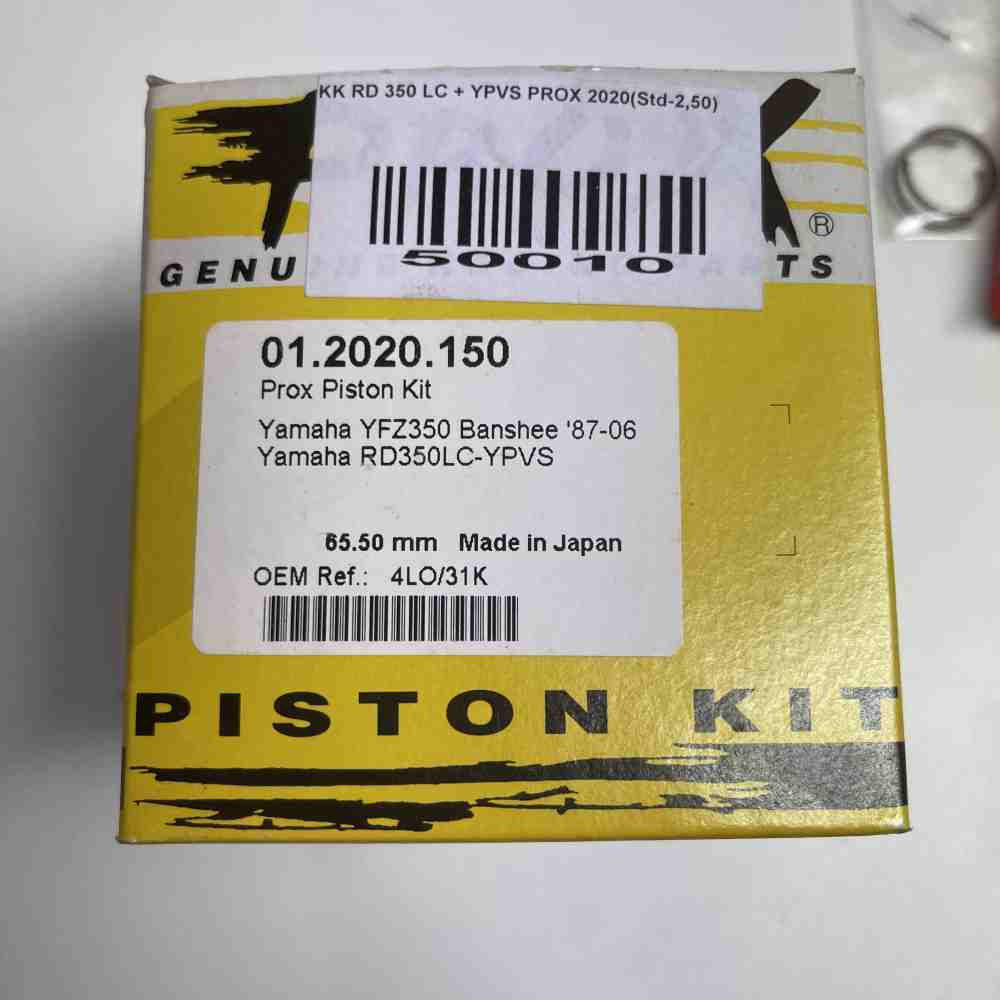 KK RD 350 LC + YPVS PROX 2020(Std-2,50)
50010
®
GENU TS
01.2020.150
Prox Piston Kit
Yamaha YFZ350 Banshee '87-06
Yamaha RD350LC-YPVS
65.50 mm Made in Japan
OEM Ref.: 4LO/31K
PISTON KIT